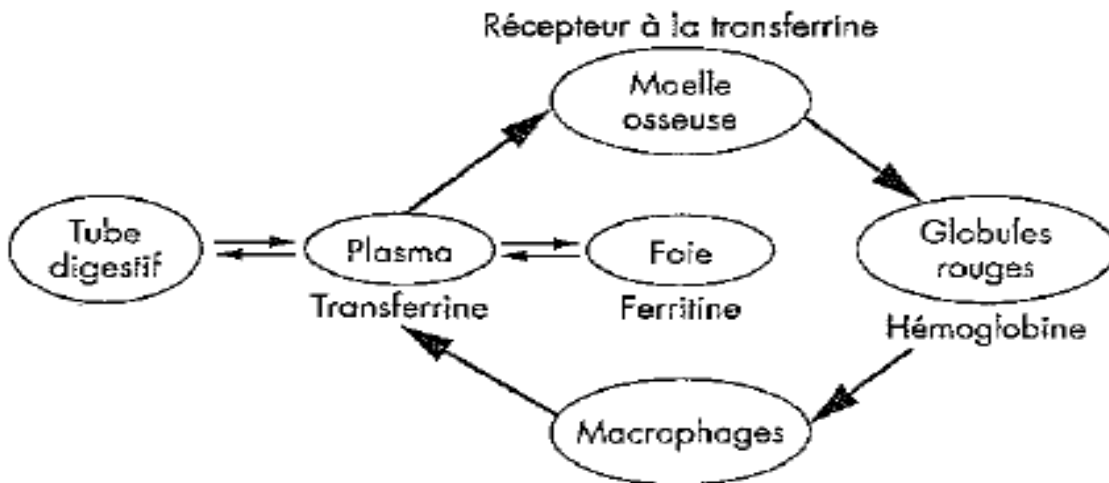 Récepteur à la transferrine
Moelle
osseuse
Tube
digestif
Plasma
Foie
Globules
rouges
Transferrine
Ferritine
Hémoglobine
Macrophages